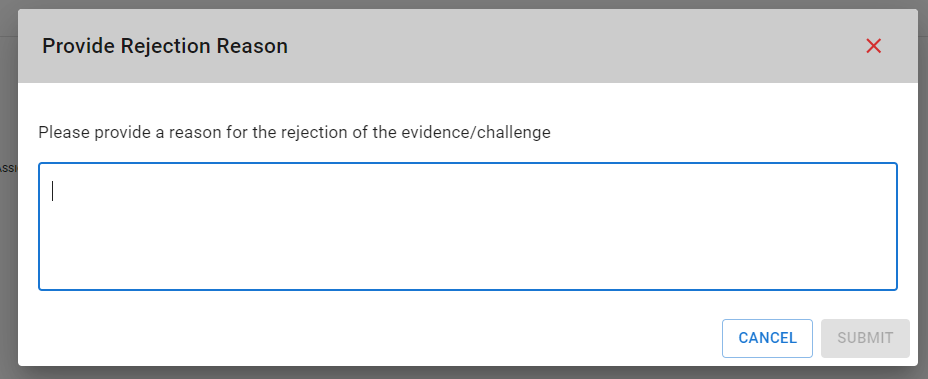 Provide Rejection Reason
Please provide a reason for the rejection of the evidence/challenge
CANCEL SUBMIT